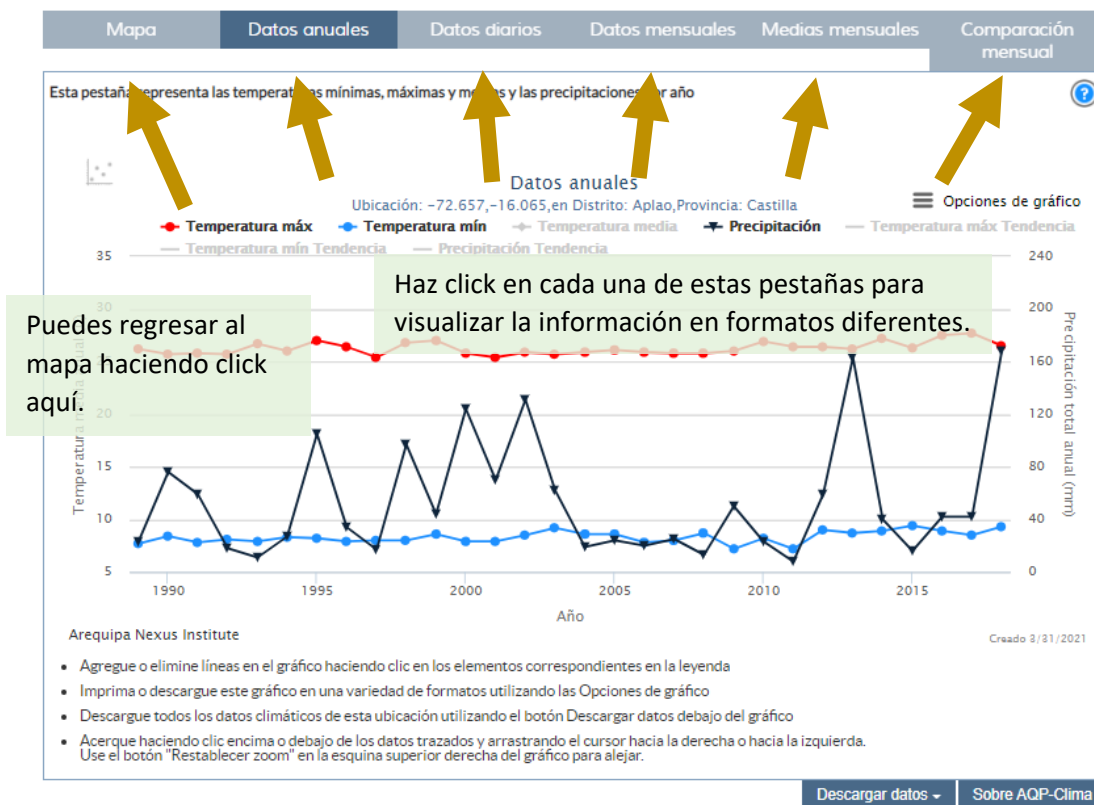 Mapa
Datos anuales
Datos diarios
Datos mensuales
Medias mensuales
Comparación
mensual
Esta pestaña representa las temperaturas mínimas, máximas y medias y las precipitaciones por año
?
Datos anuales
Ubicación: -72.657,-16.065,en Distrito: Aplao,Provincia: Castilla
Opciones de gráfico
Temperatura máx
Temperatura mín
Temperatura media
Precipitación
Temperatura máx Tendencia
Temperatura mín Tendencia
Precipitación Tendencia
35
240
Haz click en cada una de estas pestañas para
visualizar la información en formatos diferentes.
30
200
Puedes regresar al
mapa haciendo click
aquí.
160
20
120
15
80
10
40
5
0
Temperatura
Precipitación total anual (mm)
1990
1995
2000
2005
2010
2015
Año
Arequipa Nexus Institute
Creado 3/31/2021
• Agregue o elimine líneas en el gráfico haciendo clic en los elementos correspondientes en la leyenda
• Imprima o descargue este gráfico en una variedad de formatos utilizando las Opciones de gráfico
• Descargue todos los datos climáticos de esta ubicación utilizando el botón Descargar datos debajo del gráfico
• Acerque haciendo clic encima o debajo de los datos trazados y arrastrando el cursor hacia la derecha o hacia la izquierda.
Use el botón "Restablecer zoom" en la esquina superior derecha del gráfico para alejar.
Descargar datos
Sobre AQP-Clima